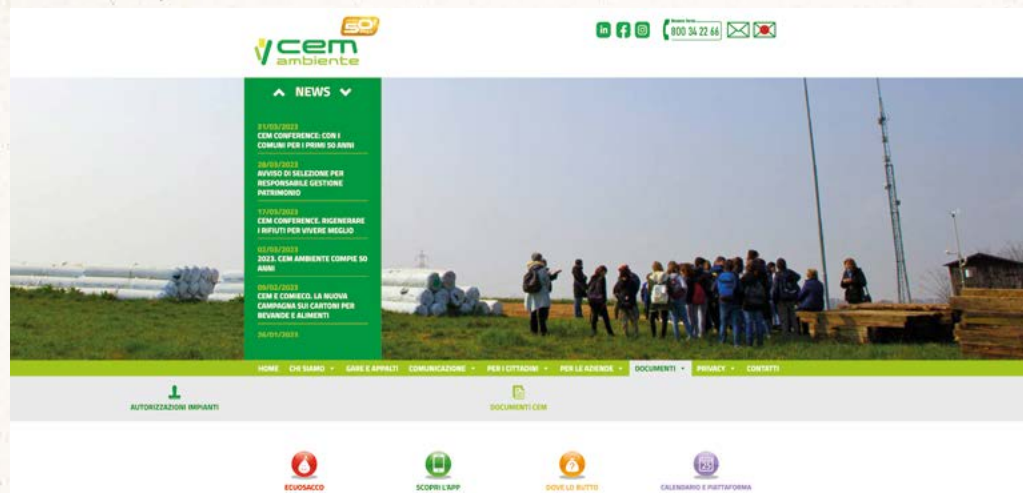 50!
cem
ambiente
Numero Verde
800 34 22 66
NEWS
31/03/2023
CEM CONFERENCE: CON I
COMUNI PER I PRIMI 50 ANNI
28/03/2023
AVVISO DI SELEZIONE PER
RESPONSABILE GESTIONE
PATRIMONIO
17/03/2023
CEM CONFERENCE. RIGENERARE
I RIFIUTI PER VIVERE MEGLIO
02/03/2023
2023. CEM AMBIENTE COMPIE 50
ANNI
09/02/2023
CEM E COMIECO. LA NUOVA
CAMPAGNA SUI CARTONI PER
BEVANDE E ALIMENTI
26/01/2023
HOME CHI SIAMO GARE E APPALTI COMUNICAZIONE PER I CITTADINI PER LE AZIENDE DOCUMENTI PRIVACY CONTATTI
AUTORIZZAZIONI IMPIANTI DOCUMENTI CEM
ECUOSACCO SCOPRI L'APP DOVE LO BUTTO CALENDARIO E PIATTAFORMA